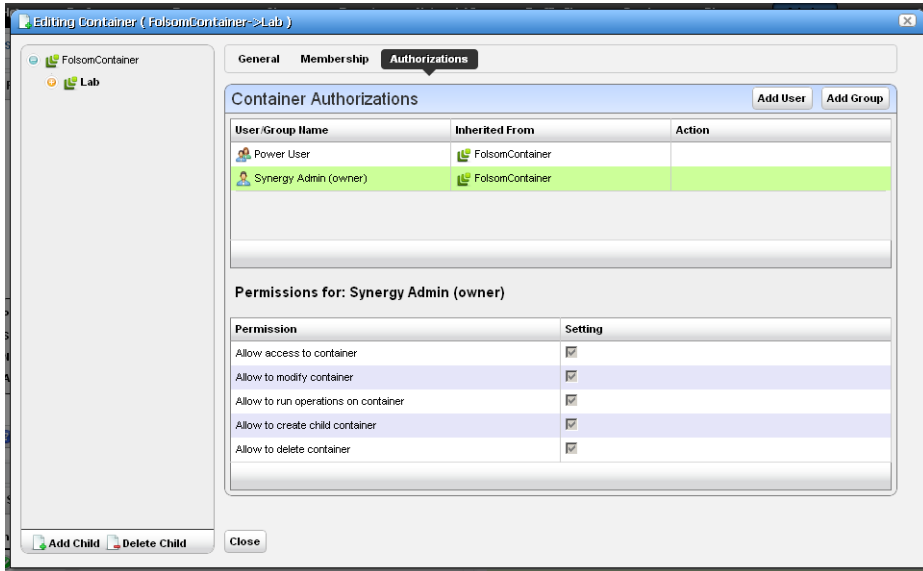 Editing Container ( FolsomContainer->Lab )
FolsomContainer
Lab
General Membership Authorizations
Container Authorizations
Add User Add Group
User/Group Name Inherited From Action
Power User FolsomContainer
Synergy Admin (owner) FolsomContainer
Permissions for: Synergy Admin (owner)
Permission Setting
Allow access to container
Allow to modify container
Allow to run operations on container
Allow to create child container
Allow to delete container
Add Child Delete Child
Close